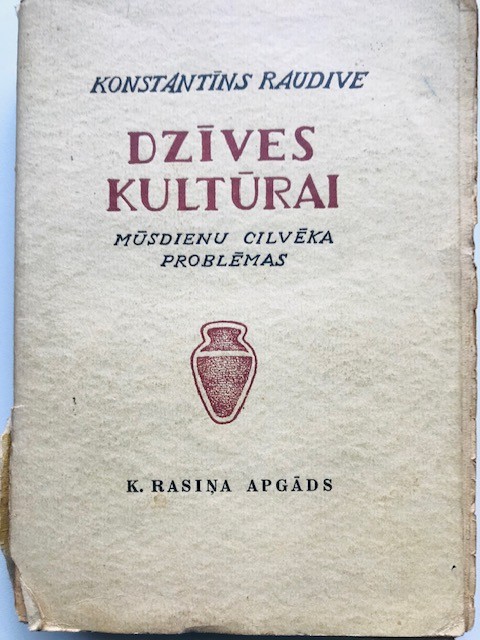 KONSTANTĪNS RAUDIVE
DZĪVES
KULTŪRAI
MŪSDIENU CILVĒKA
PROBLĒMAS
K. RASIŅA APGĀDS